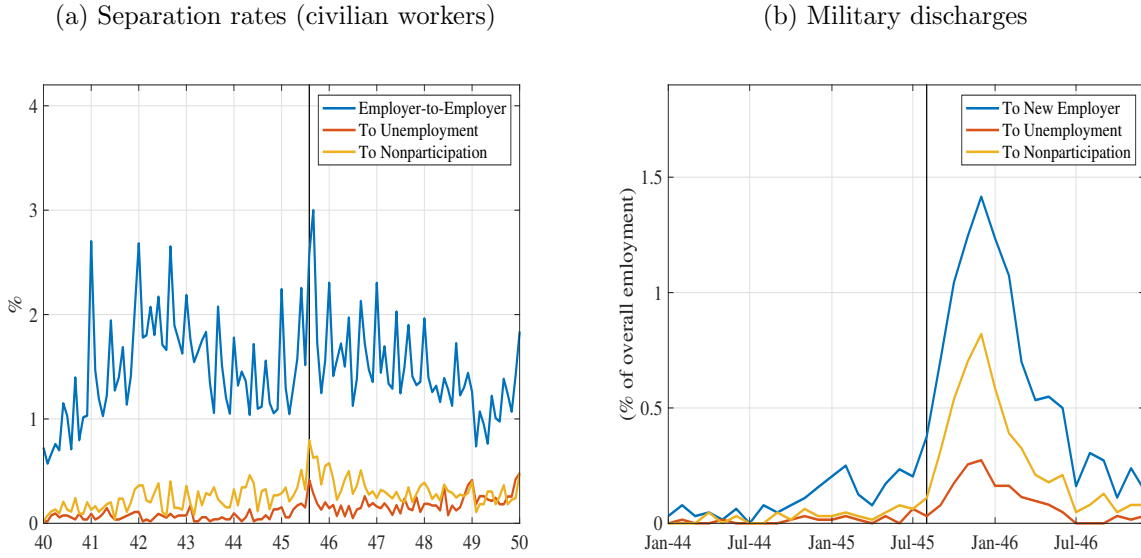 (a) Separation rates (civilian workers)
(b) Military discharges
%
4
3
2
1
0
40 41 42 43 44 45 46 47 48 49 50
Employer-to-Employer
To Unemployment
To Nonparticipation
(% of overall emloyment)
1.5
1
0.5
0
Jan-44 Jul-44 Jan-45 Jul-45 Jan-46 Jul-46
To New Employer
To Unemployment
To Nonparticipation